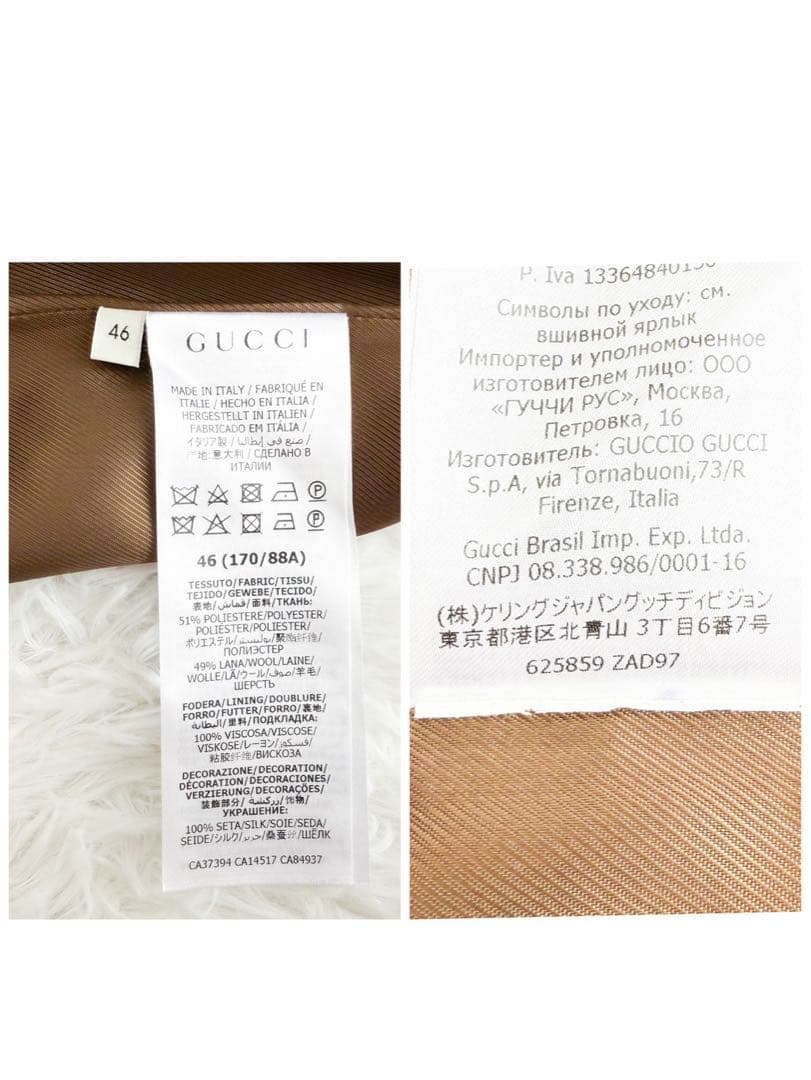 46
GUCCI
MADE IN ITALY / FABRIQUÉ EN
ITALIE / HECHO EN ITALIA /
HERGESTELLT IN ITALIEN /
FABRICADO EM ITÁLIA /
イタリア製 / صنع في إيطاليا /
产地:意大利 / СДЕЛАНО В
ИТАЛИИ
46 (170/88A)
TESSUTO/FABRIC/TISSU/
TEJIDO/GEWEBE/TECIDO/
表地/قماش/面料/ТКАНЬ:
51% POLIESTERE/POLYESTER/
POLYESTER/POLIÉSTER/
POLYESTER/POLIÉSTER/
ポリエステル/بوليستر/聚酯纤维/
ПОЛИЭСТЕР
49% LANA/WOOL/LAINE/
WOLLE/LÃ/ウール/صوف/羊毛/
ШЕРСТЬ
FODERA/LINING/DOUBLURE/
FORRO/FUTTER/FORRO/裏地/
البطانة/里料/ПОДКЛАДКА:
100% VISCOSA/VISCOSE/
VISKOSE/レーヨン/فسكوز/
粘胶纤维/ВИСКОЗА
DECORAZIONE/DECORATION/
DÉCORATION/DECORACIONES/
VERZIERUNG/DECORAÇÕES/
装飾部分/زركشة/饰物/
УКРАШЕНИЕ:
100% SETA/SILK/SOIE/SEDA/
SEIDE/シルク/حرير/桑蚕丝/ШЁЛК
CA37394 CA14517 CA84937
P. Iva 13364840150
Символы по уходу: см.
вшивной ярлык
Импортер и уполномоченное
изготовителем лицо: ООО
«ГУЧЧИ РУС», Москва,
Петровка, 16
Изготовитель: GUCCIO GUCCI
S.p.A, via Tornabuoni,73/R
Firenze, Italia
Gucci Brasil Imp. Exp. Ltda.
CNPJ 08.338.986/0001-16
(株)ケリングジャパングッチディビジョン
東京都港区北青山 3丁目6番7号
625859 ZAD97